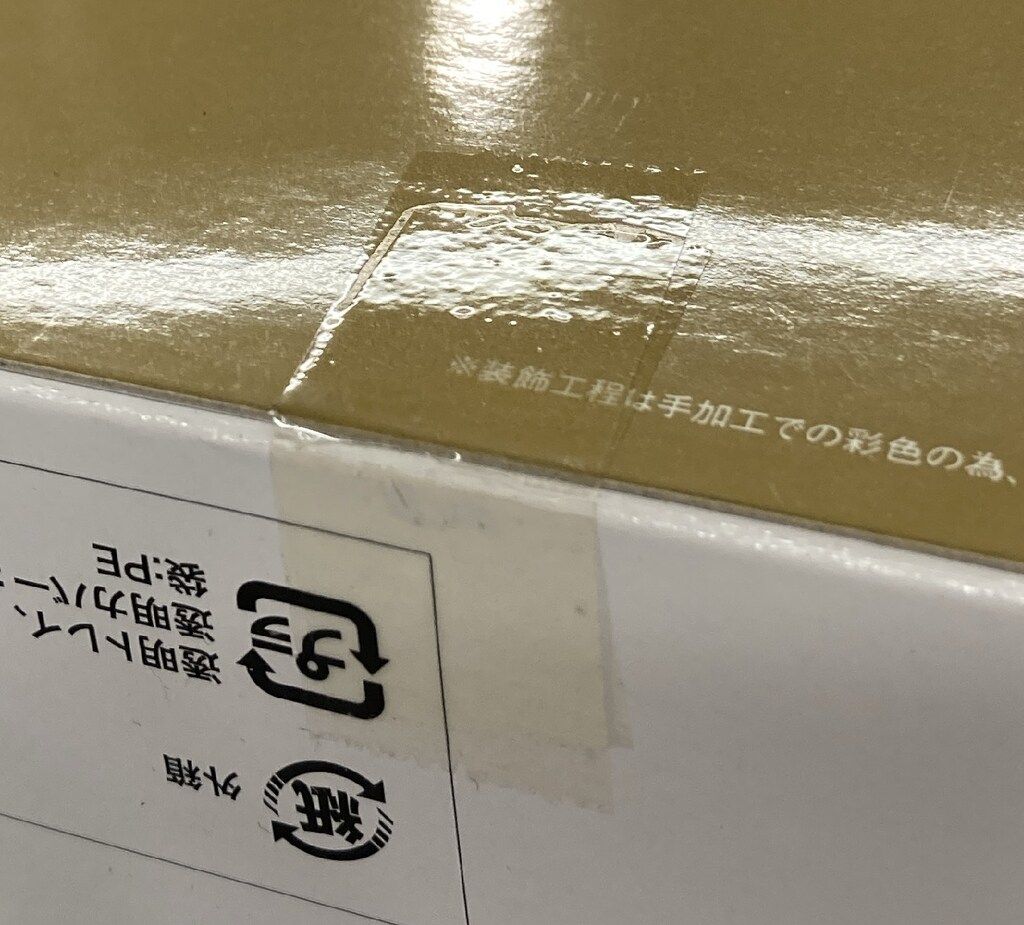 ※装飾工程は手加工での彩色の為、
紙
外箱
プラ
透明トレイ、
透明カバー
袋:PE